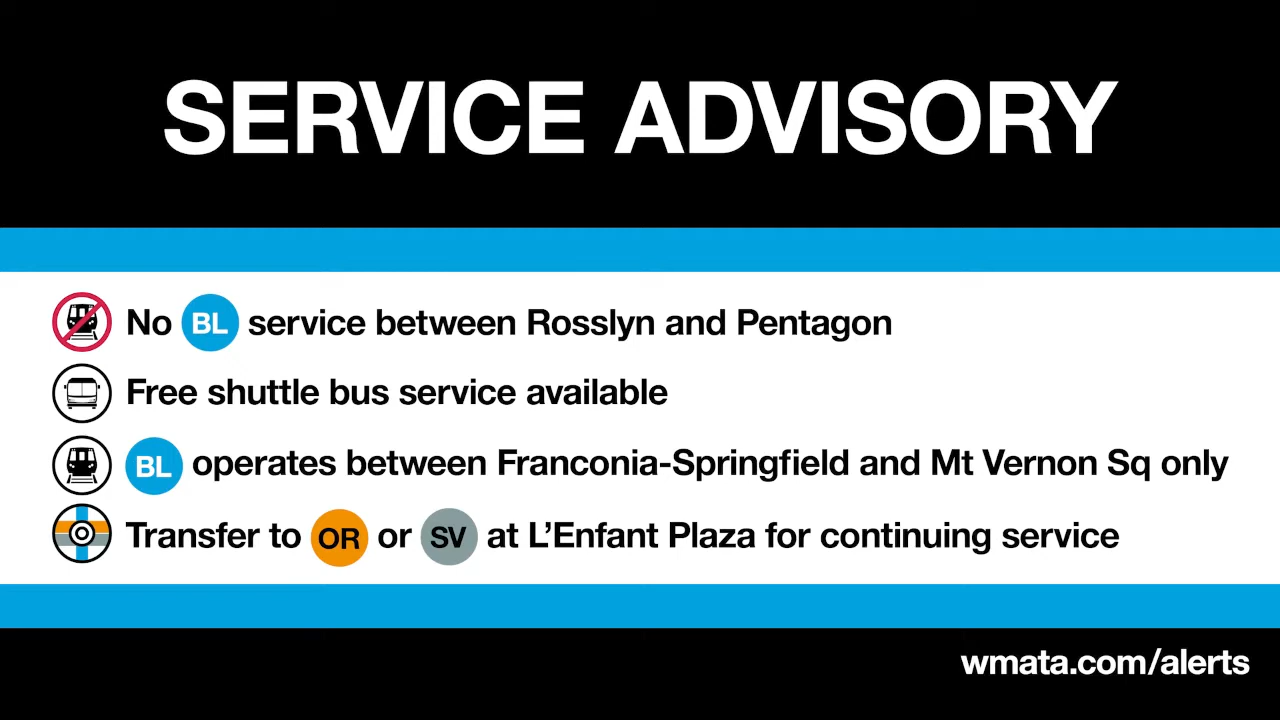 SERVICE ADVISORY
No BL service between Rosslyn and Pentagon
Free shuttle bus service available
BL operates between Franconia-Springfield and Mt Vernon Sq only
Transfer to OR or SV at L’Enfant Plaza for continuing service
wmata.com/alerts